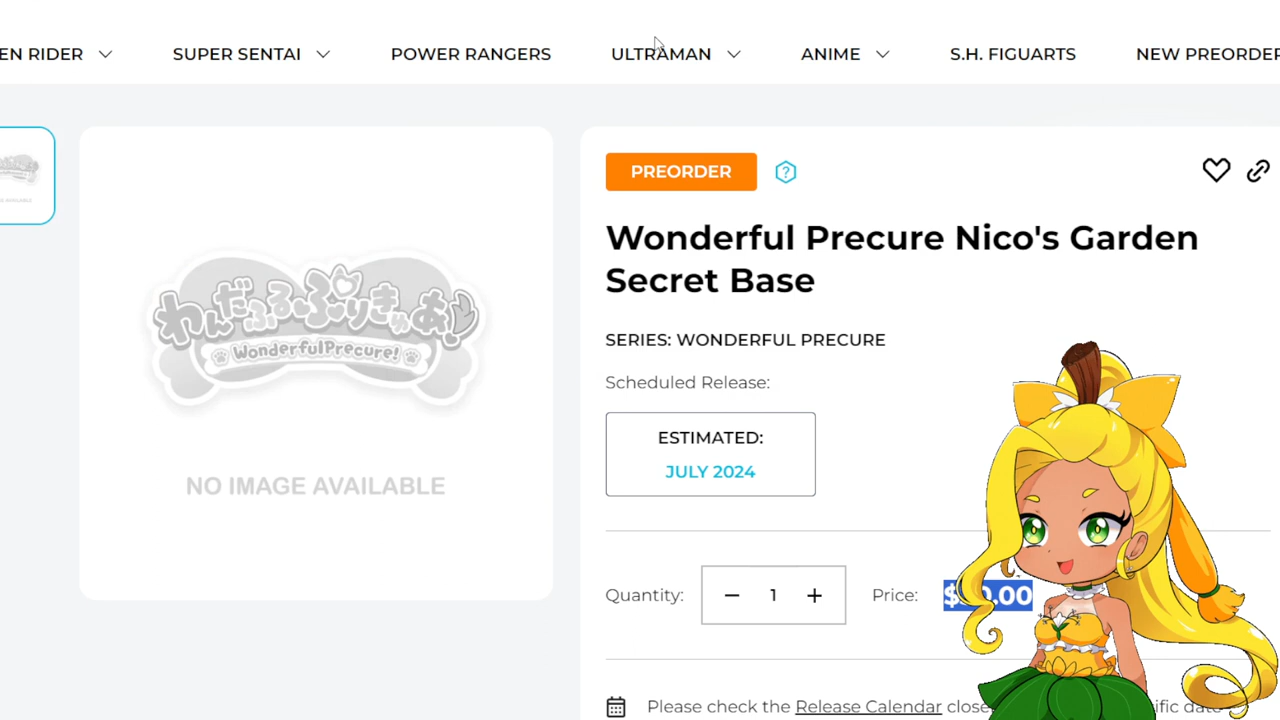 EN RIDER SUPER SENTAI POWER RANGERS ULTRAMAN ANIME S.H. FIGUARTS NEW PREORDER
PREORDER
?
Wonderful Precure Nico's Garden
Secret Base
SERIES: WONDERFUL PRECURE
Scheduled Release:
ESTIMATED:
JULY 2024
わんだふるぷりきゅあ!
WonderfulPrecure!
NO IMAGE AVAILABLE
Quantity: − 1 + Price: .00
Please check the Release Calendar date